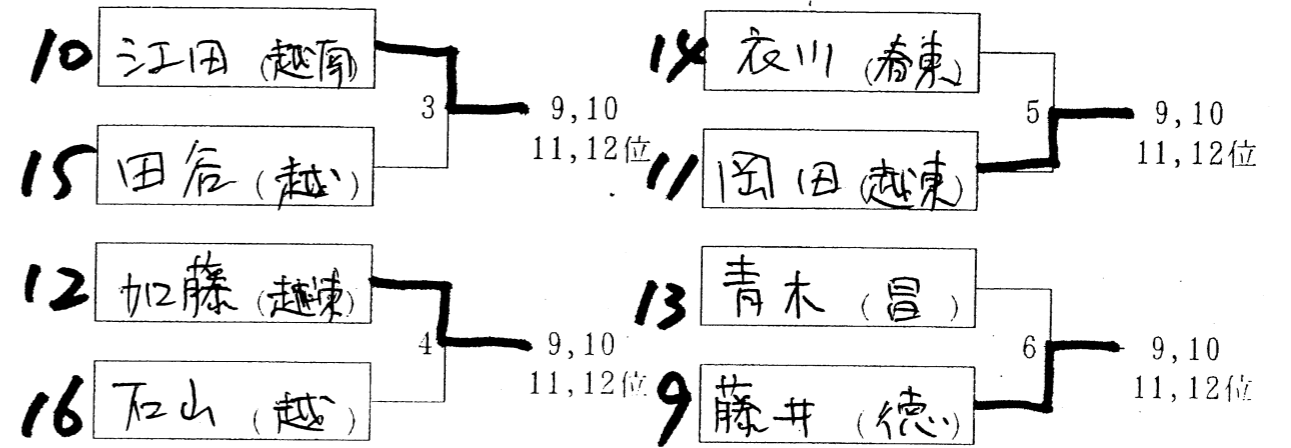 10 江田 (越南)
3
9,10
11,12位
15 田谷 (越)
12 加藤 (越東)
4
9,10
11,12位
16 石山 (越)
14 衣川 (春東)
5
9,10
11,12位
11 岡田 (越東)
13 青木 (昌)
6
9,10
11,12位
9 藤井 (徳)